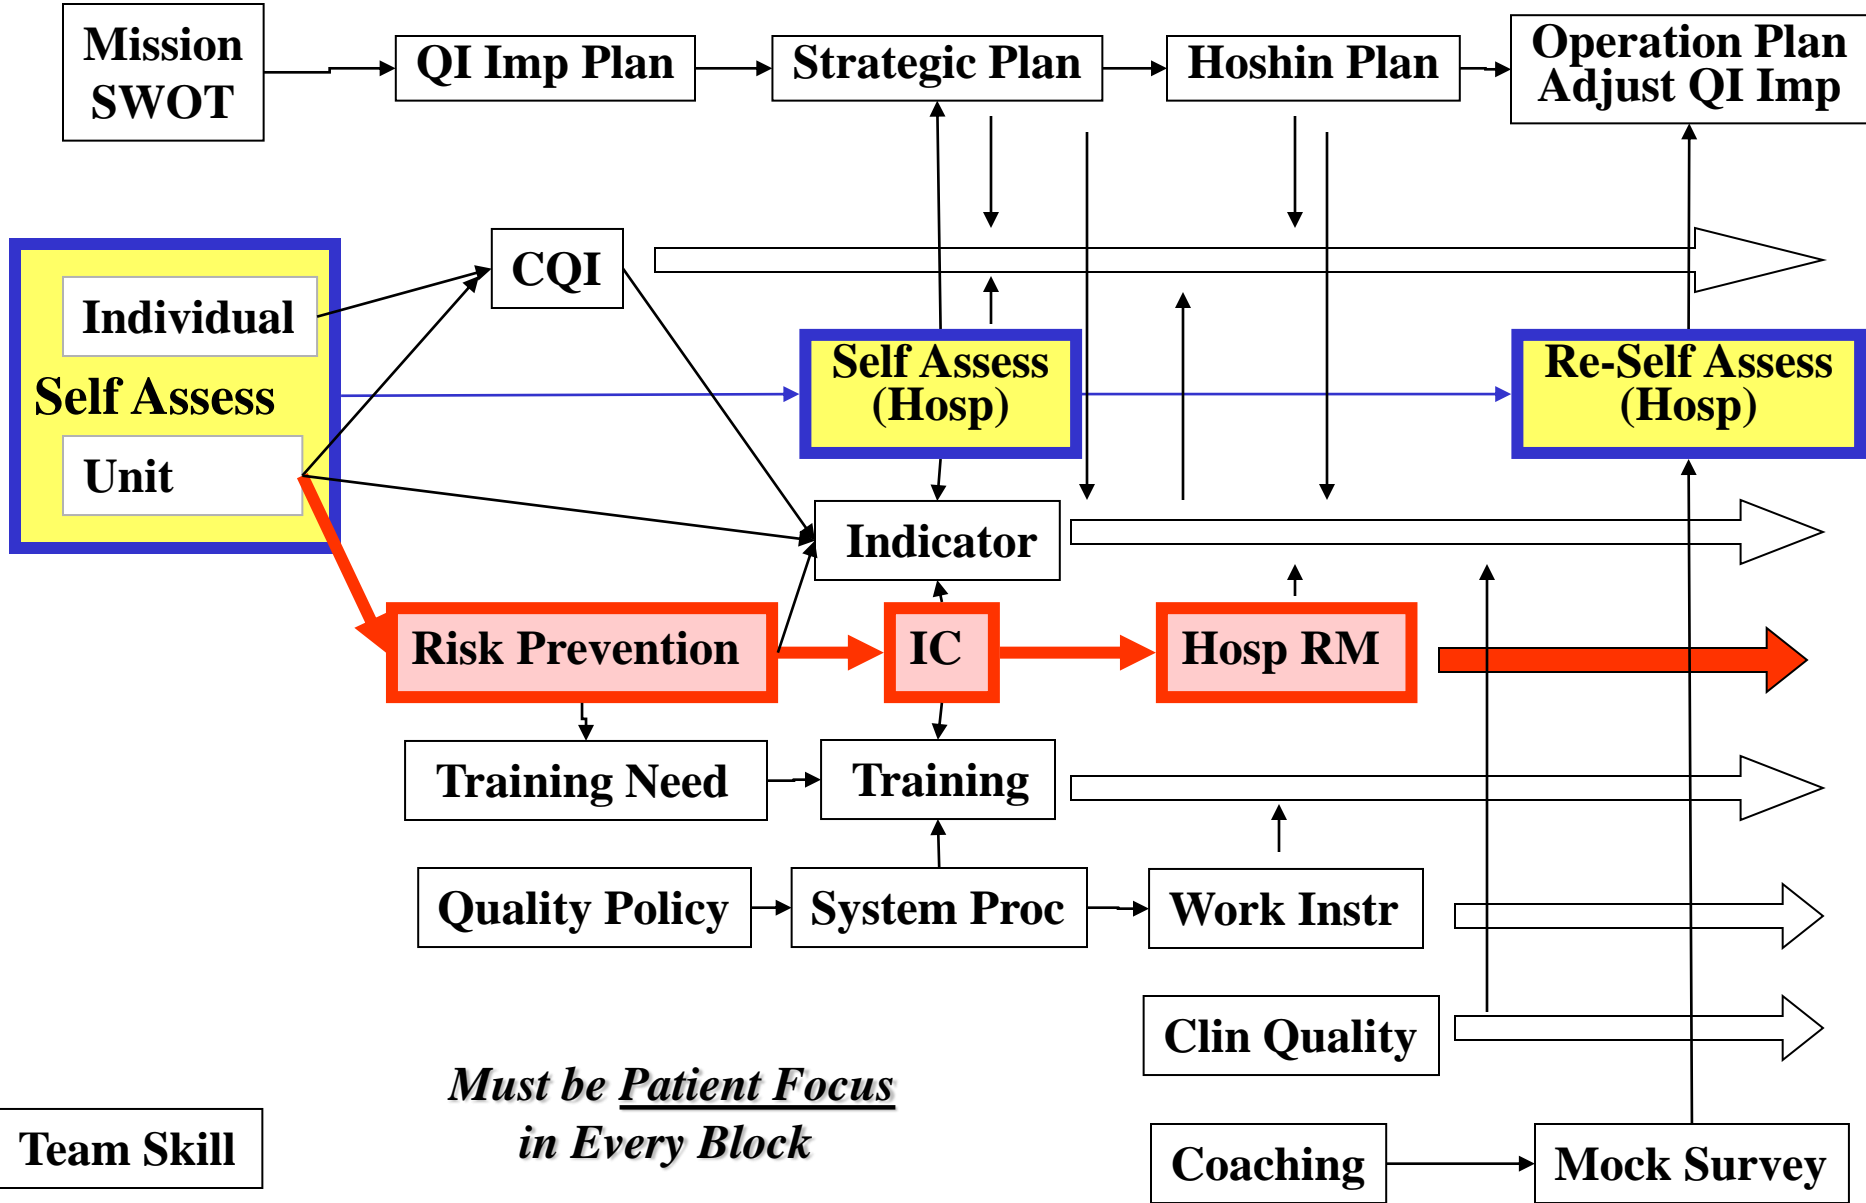 Mission
SWOT
QI Imp Plan
Strategic Plan
Hoshin Plan
Operation Plan
Adjust QI Imp
CQI
Individual
Self Assess
Unit
Self Assess
(Hosp)
Re-Self Assess
(Hosp)
Indicator
Risk Prevention
IC
Hosp RM
Training Need
Training
Quality Policy
System Proc
Work Instr
Clin Quality
Must be Patient Focus
in Every Block
Team Skill
Coaching
Mock Survey